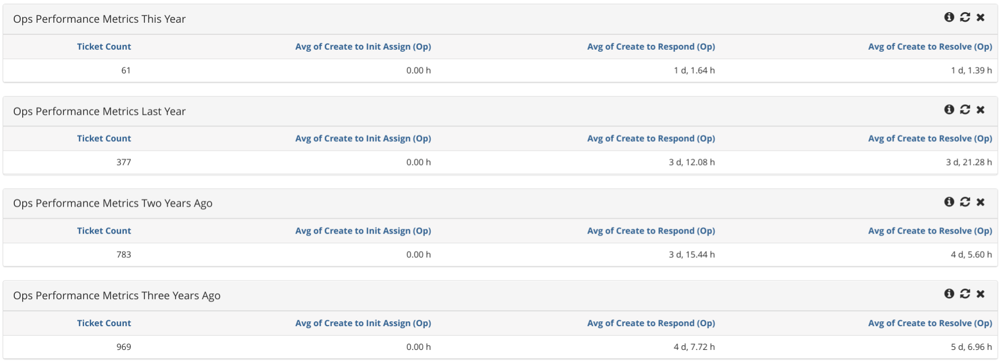 Ops Performance Metrics This Year
Ticket Count Avg of Create to Init Assign (Op) Avg of Create to Respond (Op) Avg of Create to Resolve (Op)
61 0.00 h 1 d, 1.64 h 1 d, 1.39 h
Ops Performance Metrics Last Year
Ticket Count Avg of Create to Init Assign (Op) Avg of Create to Respond (Op) Avg of Create to Resolve (Op)
377 0.00 h 3 d, 12.08 h 3 d, 21.28 h
Ops Performance Metrics Two Years Ago
Ticket Count Avg of Create to Init Assign (Op) Avg of Create to Respond (Op) Avg of Create to Resolve (Op)
783 0.00 h 3 d, 15.44 h 4 d, 5.60 h
Ops Performance Metrics Three Years Ago
Ticket Count Avg of Create to Init Assign (Op) Avg of Create to Respond (Op) Avg of Create to Resolve (Op)
969 0.00 h 4 d, 7.72 h 5 d, 6.96 h